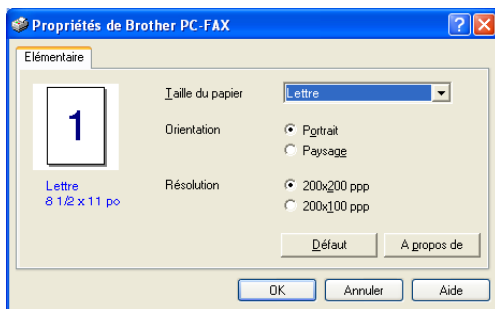 Propriétés de Brother PC-FAX
Elémentaire
1
Taille du papier Lettre
Orientation Portrait
Paysage
Lettre
8 1/2 x 11 po
Résolution 200x200 ppp
200x100 ppp
Défaut A propos de
OK Annuler Aide